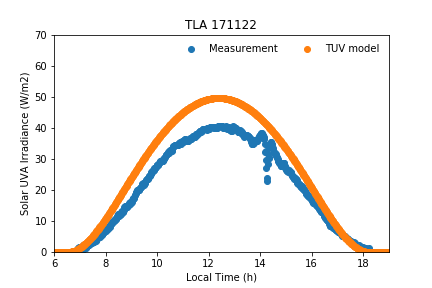 TLA 171122
Measurement TUV model
70
60
50
40
30
20
10
0
Solar UVA Irradiance (W/m2)
6 8 10 12 14 16 18
Local Time (h)